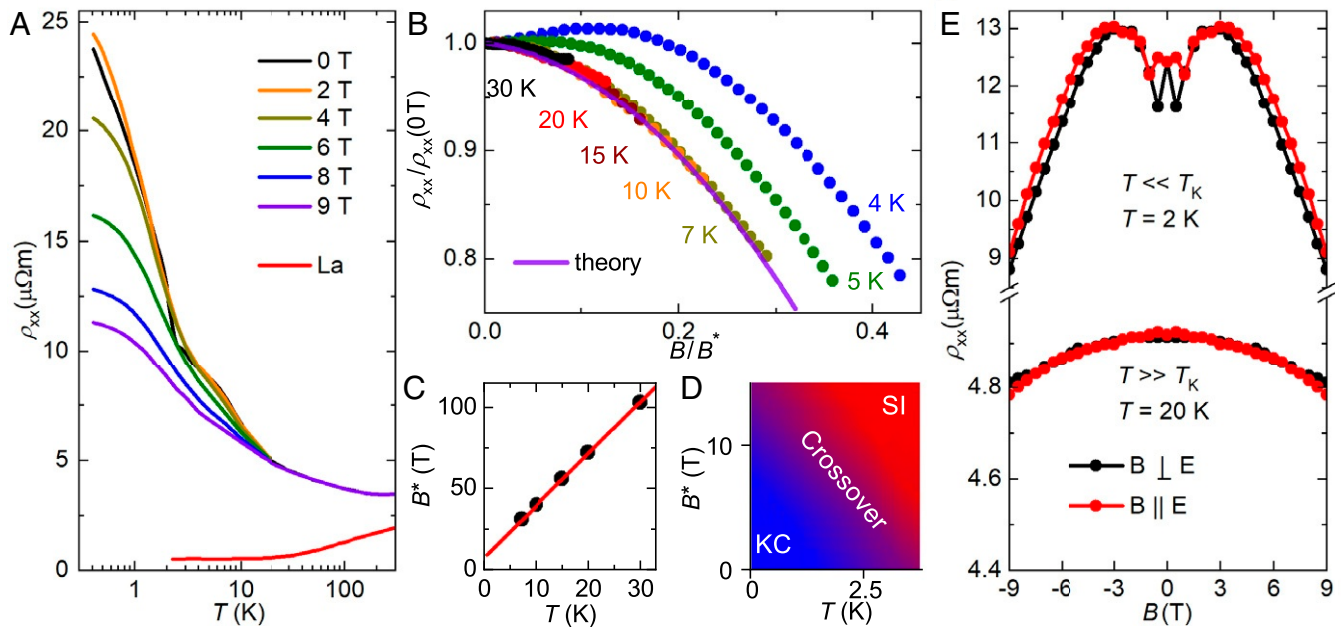 A
25
20
15
10
5
0
ρxx(μΩm)
1
10
100
T (K)
0 T
2 T
4 T
6 T
8 T
9 T
La
B
1.0
0.9
0.8
ρxx/ρxx(0T)
30 K
20 K
15 K
10 K
7 K
4 K
5 K
theory
0.0
0.2
0.4
B/B*
C
100
50
0
B* (T)
0
10
20
30
T (K)
D
10
0
B* (T)
SI
Crossover
KC
0
2.5
T (K)
E
13
12
11
10
9
4.8
4.6
4.4
ρxx(μΩm)
T << TK
T = 2 K
T >> TK
T = 20 K
B ⊥ E
B || E
-9
-6
-3
0
3
6
9
B (T)